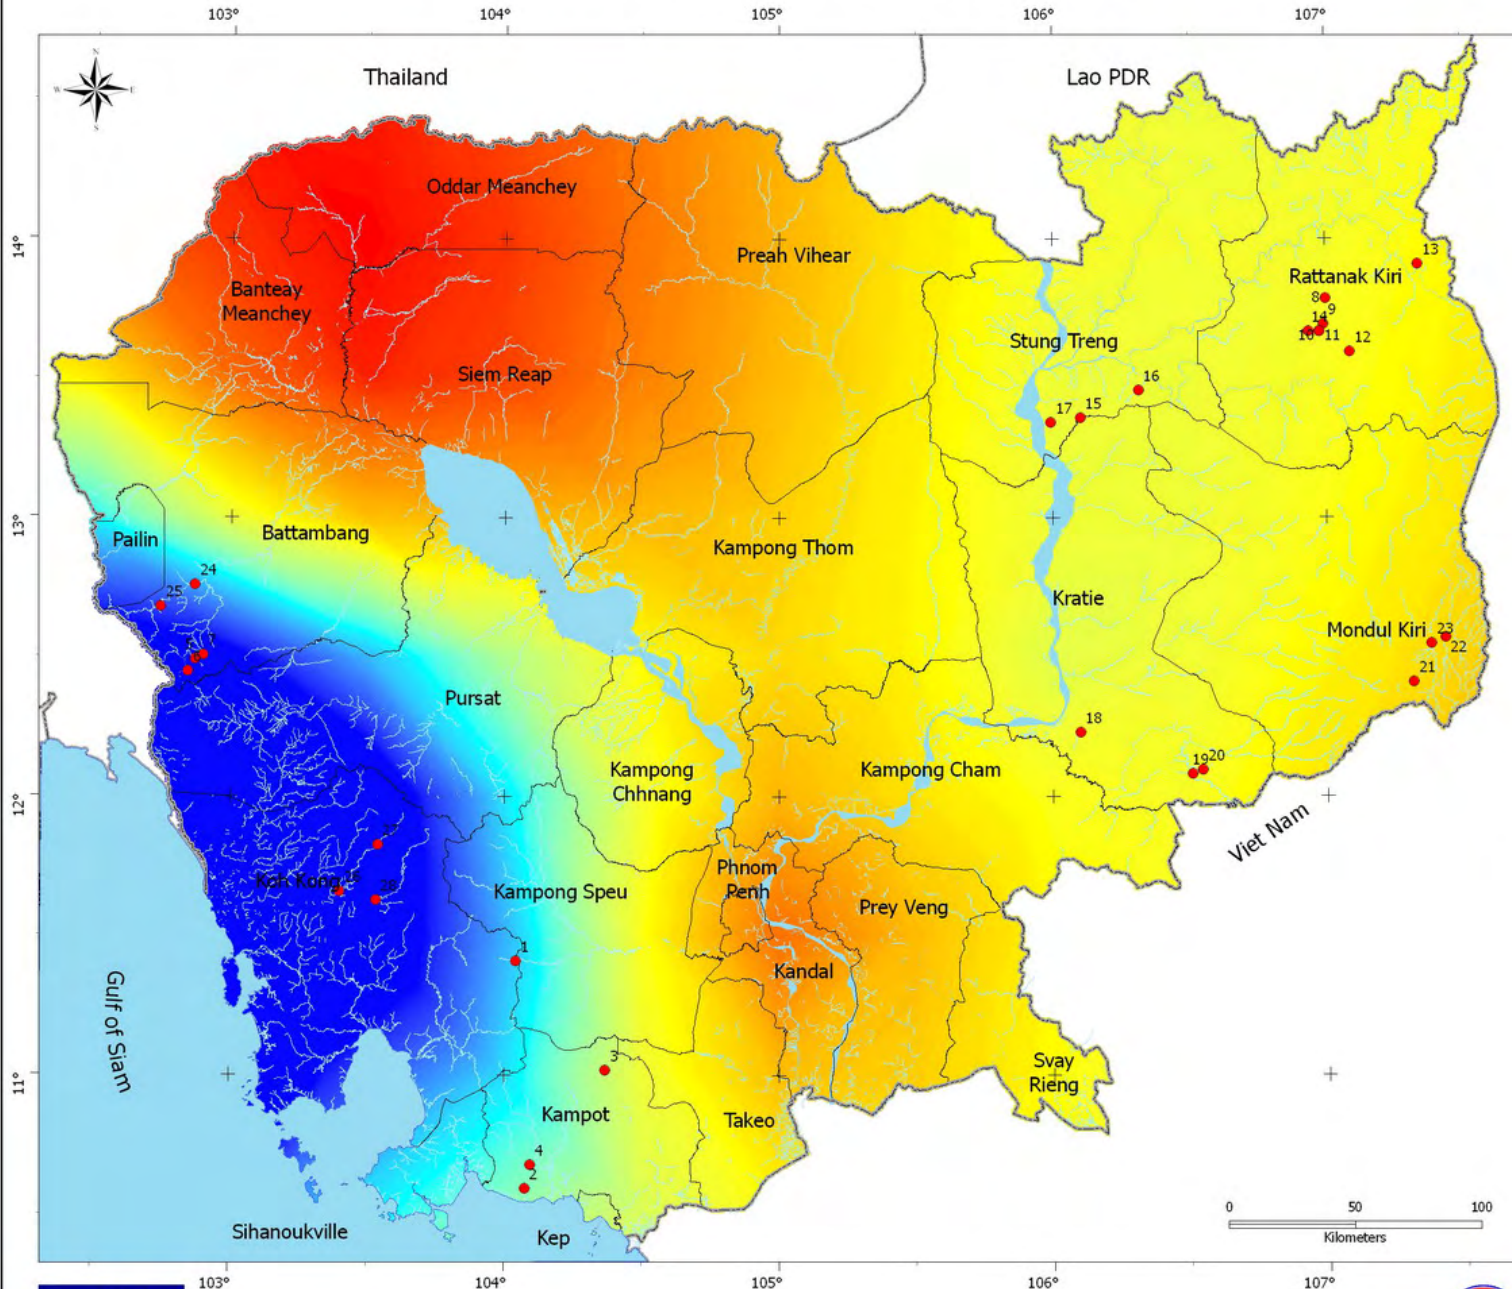 103° 104° 105° 106° 107°
N
W E
S
Thailand
Lao PDR
14°
Oddar Meanchey
Preah Vihear
Banteay
Meanchey
Rattanak Kiri
13
8
9
14
10 11
12
Stung Treng
Siem Reap
16
17 15
13°
Pailin
Battambang
Kampong Thom
24
25
Kratie
Mondul Kiri
23
22
21
Pursat
18
19 20
12°
Kampong
Chhnang
Kampong Cham
Viet Nam
Koh Kong
28
Kampong Speu
Phnom
Penh
Prey Veng
1
Kandal
Gulf of Siam
11°
3
Svay
Rieng
Kampot
Takeo
4
2
Sihanoukville
Kep
0 50 100
Kilometers
103° 104° 105° 106° 107°